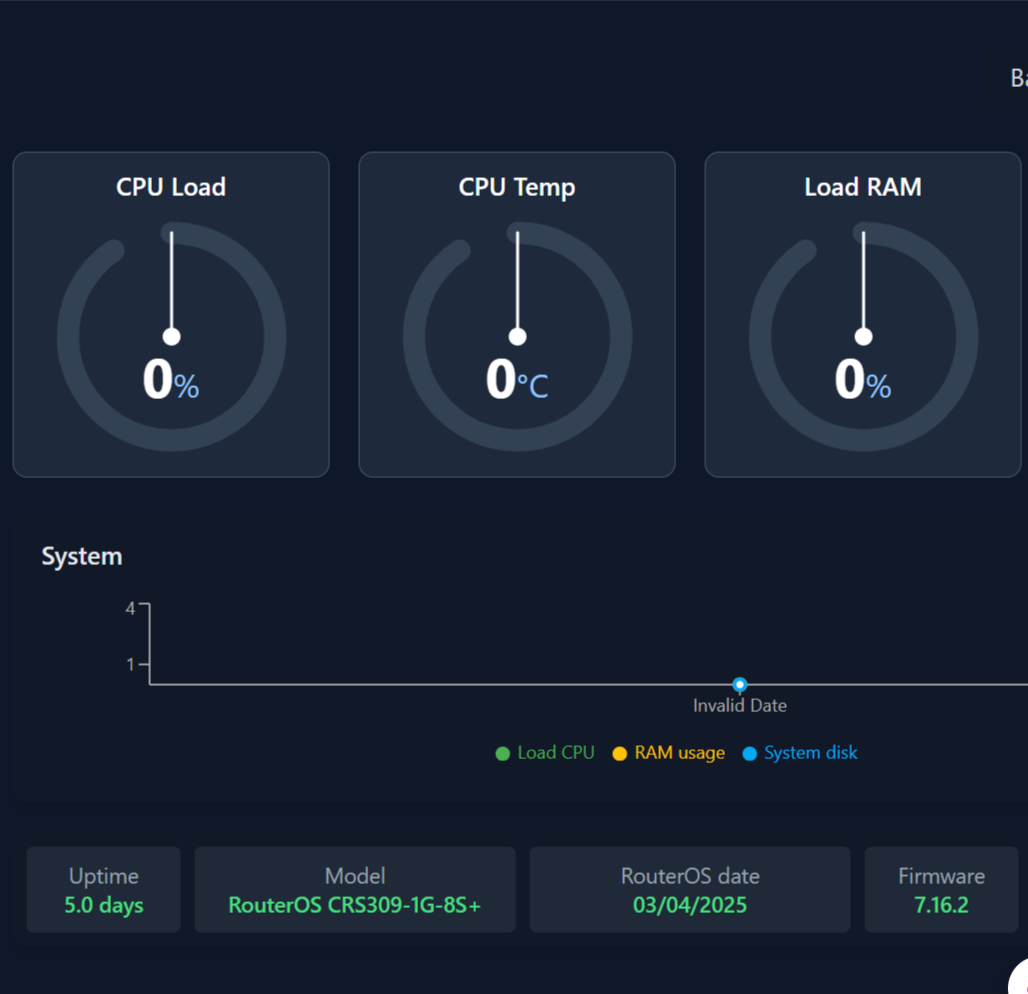 CPU Load
0%
CPU Temp
0°C
Load RAM
0%
System
4
1
Invalid Date
Load CPU RAM usage System disk
Uptime
5.0 days
Model
RouterOS CRS309-1G-8S+
RouterOS date
03/04/2025
Firmware
7.16.2